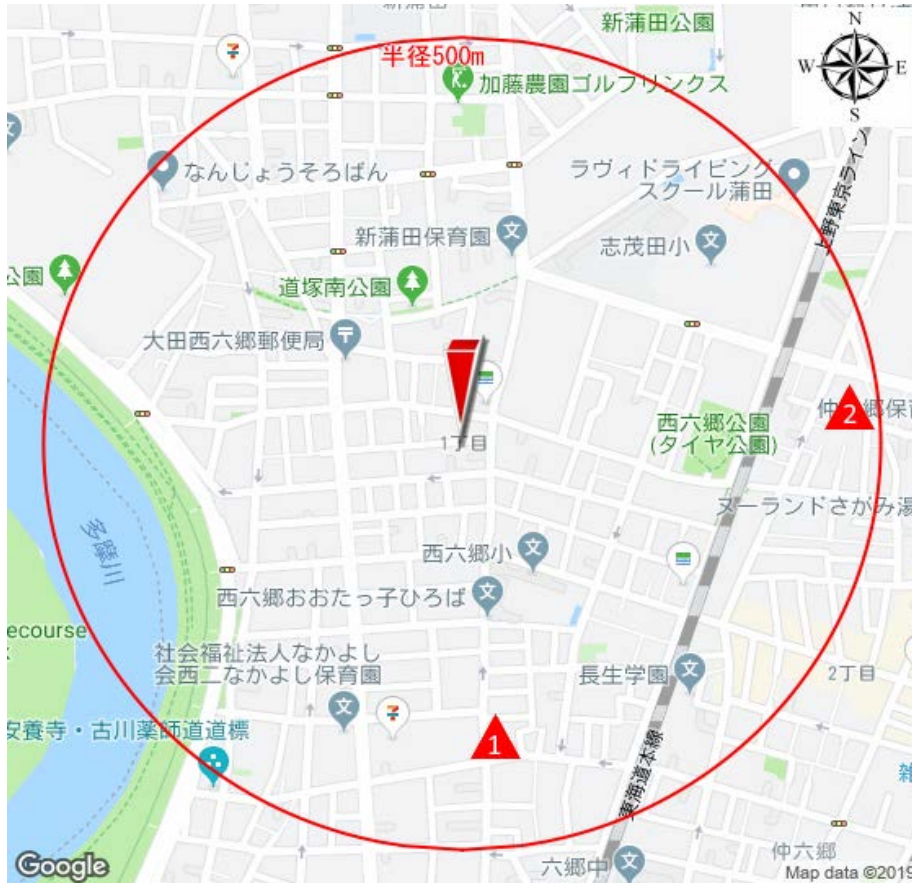 新蒲田
新蒲田公園
半径500m
N
W
E
S
加藤農園ゴルフリンクス
なんじょうそろばん
ラヴィドライビング
スクール蒲田
上野東京ライン
新蒲田保育園
志茂田小
公園
道塚南公園
大田西六郷郵便局
1丁目
西六郷公園
(タイヤ公園)
2
仲六郷保育
ヌーランドさがみ湯
多摩川
西六郷小
西六郷おおたっ子ひろば
ecourse
社会福祉法人なかよし
会西二なかよし保育園
長生学園
2丁目
安養寺・古川薬師道道標
1
東海道本線
雑
六郷中
仲六郷
Google
Map data ©2019